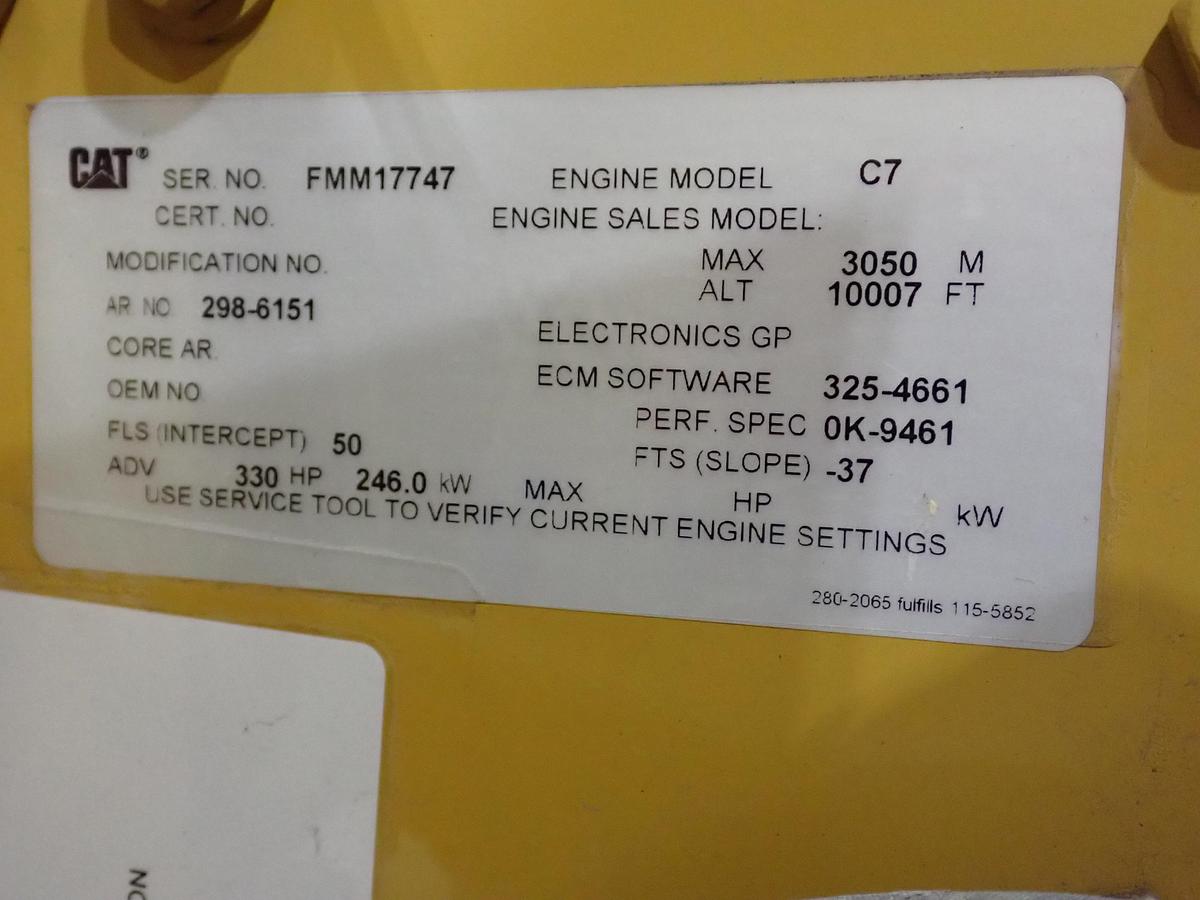 CAT® SER. NO. FMM17747 ENGINE MODEL C7
CERT. NO. ENGINE SALES MODEL:
MODIFICATION NO. MAX 3050 M
ALT 10007 FT
AR NO 298-6151
ELECTRONICS GP
CORE AR.
ECM SOFTWARE 325-4661
OEM NO
PERF. SPEC 0K-9461
FLS (INTERCEPT) 50 FTS (SLOPE) -37
ADV 330 HP 246.0 kW MAX HP kW
USE SERVICE TOOL TO VERIFY CURRENT ENGINE SETTINGS
280-2065 fulfills 115-5852
ON